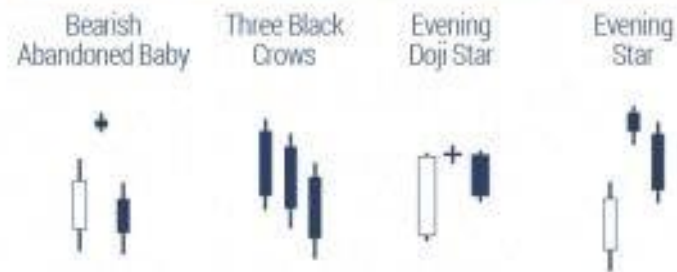 Bearish
Abandoned Baby
Three Black
Crows
Evening
Doji Star
Evening
Star